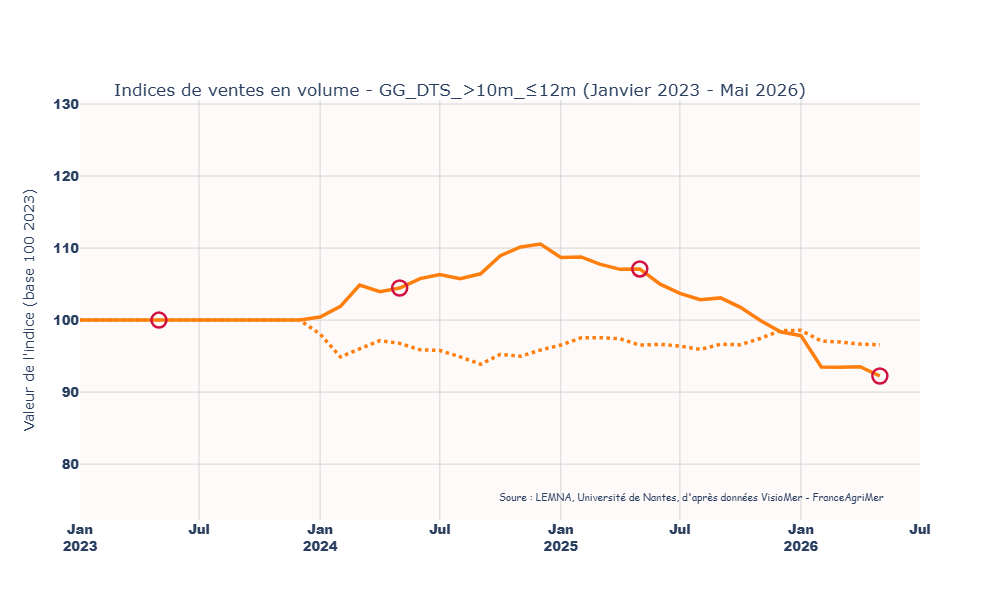 Indices de ventes en volume - GG_DTS_>10m_≤12m (Janvier 2023 - Mai 2026)
Valeur de l'indice (base 100 2023)
130
120
110
100
90
80
Soure : LEMNA, Université de Nantes, d'après données VisioMer - FranceAgriMer
Jan Jul Jan Jul Jan Jul Jan Jul
2023 2024 2025 2026